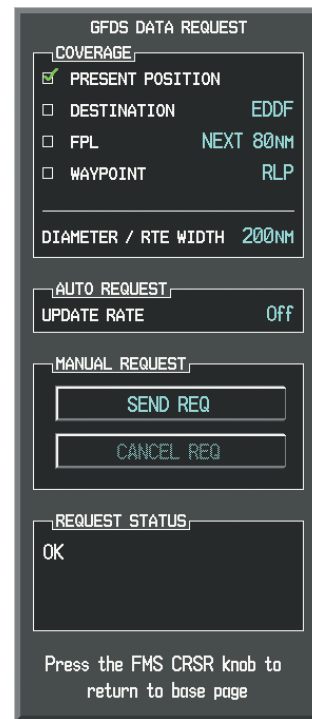 GFDS DATA REQUEST
COVERAGE
PRESENT POSITION
DESTINATION EDDF
FPL NEXT 80NM
WAYPOINT RLP
DIAMETER / RTE WIDTH 200NM
AUTO REQUEST
UPDATE RATE Off
MANUAL REQUEST
SEND REQ
CANCEL REQ
REQUEST STATUS
OK
Press the FMS CRSR knob to
return to base page